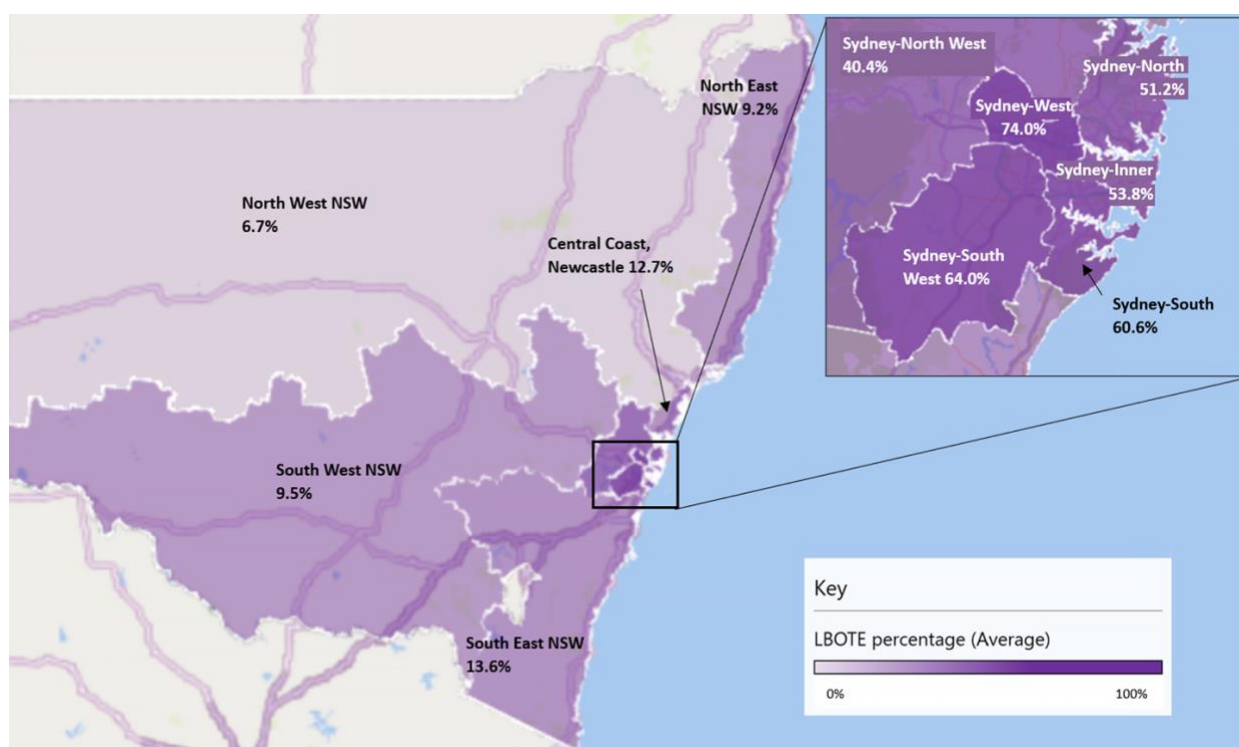 North East
NSW 9.2%
North West NSW
6.7%
Central Coast,
Newcastle 12.7%
South West NSW
9.5%
South East NSW
13.6%
Sydney-North West
40.4%
Sydney-North
51.2%
Sydney-West
74.0%
Sydney-Inner
53.8%
Sydney-South
West 64.0%
Sydney-South
60.6%
Key
LBOTE percentage (Average)
0% 100%